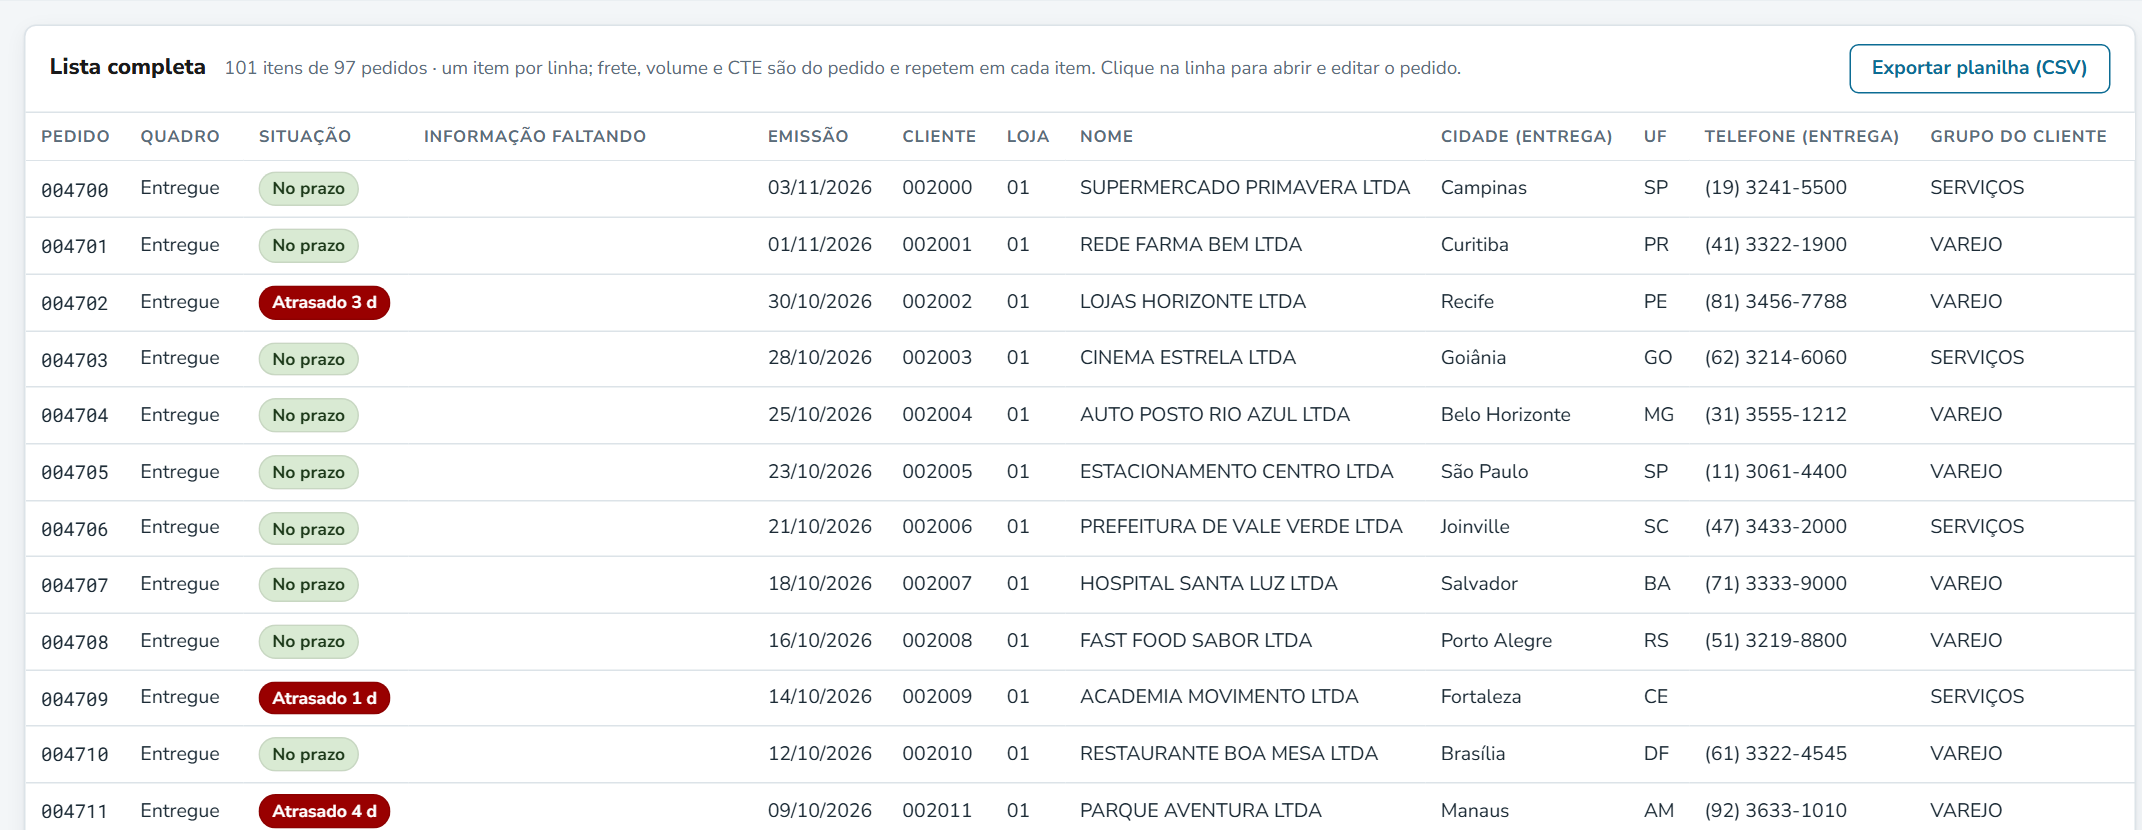 Lista completa 101 itens de 97 pedidos · um item por linha; frete, volume e CTE são do pedido e repetem em cada item. Clique na linha para abrir e editar o pedido. Exportar planilha (CSV)
PEDIDO QUADRO SITUAÇÃO INFORMAÇÃO FALTANDO EMISSÃO CLIENTE LOJA NOME CIDADE (ENTREGA) UF TELEFONE (ENTREGA) GRUPO DO CLIENTE
004700 Entregue No prazo 03/11/2026 002000 01 SUPERMERCADO PRIMAVERA LTDA Campinas SP (19) 3241-5500 SERVIÇOS
004701 Entregue No prazo 01/11/2026 002001 01 REDE FARMA BEM LTDA Curitiba PR (41) 3322-1900 VAREJO
004702 Entregue Atrasado 3 d 30/10/2026 002002 01 LOJAS HORIZONTE LTDA Recife PE (81) 3456-7788 VAREJO
004703 Entregue No prazo 28/10/2026 002003 01 CINEMA ESTRELA LTDA Goiânia GO (62) 3214-6060 SERVIÇOS
004704 Entregue No prazo 25/10/2026 002004 01 AUTO POSTO RIO AZUL LTDA Belo Horizonte MG (31) 3555-1212 VAREJO
004705 Entregue No prazo 23/10/2026 002005 01 ESTACIONAMENTO CENTRO LTDA São Paulo SP (11) 3061-4400 VAREJO
004706 Entregue No prazo 21/10/2026 002006 01 PREFEITURA DE VALE VERDE LTDA Joinville SC (47) 3433-2000 SERVIÇOS
004707 Entregue No prazo 18/10/2026 002007 01 HOSPITAL SANTA LUZ LTDA Salvador BA (71) 3333-9000 VAREJO
004708 Entregue No prazo 16/10/2026 002008 01 FAST FOOD SABOR LTDA Porto Alegre RS (51) 3219-8800 VAREJO
004709 Entregue Atrasado 1 d 14/10/2026 002009 01 ACADEMIA MOVIMENTO LTDA Fortaleza CE SERVIÇOS
004710 Entregue No prazo 12/10/2026 002010 01 RESTAURANTE BOA MESA LTDA Brasília DF (61) 3322-4545 VAREJO
004711 Entregue Atrasado 4 d 09/10/2026 002011 01 PARQUE AVENTURA LTDA Manaus AM (92) 3633-1010 VAREJO